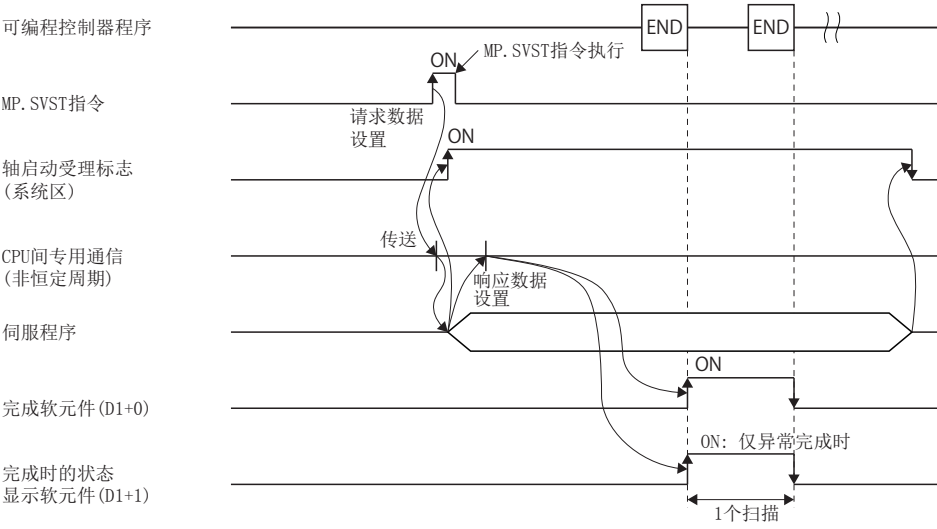 可编程控制器程序
END
END
ON
MP.SVST指令执行
MP.SVST指令
请求数据
设置
ON
轴启动受理标志
(系统区)
传送
CPU间专用通信
(非恒定周期)
响应数据
设置
伺服程序
ON
完成软元件(D1+0)
ON: 仅异常完成时
完成时的状态
显示软元件(D1+1)
1个扫描